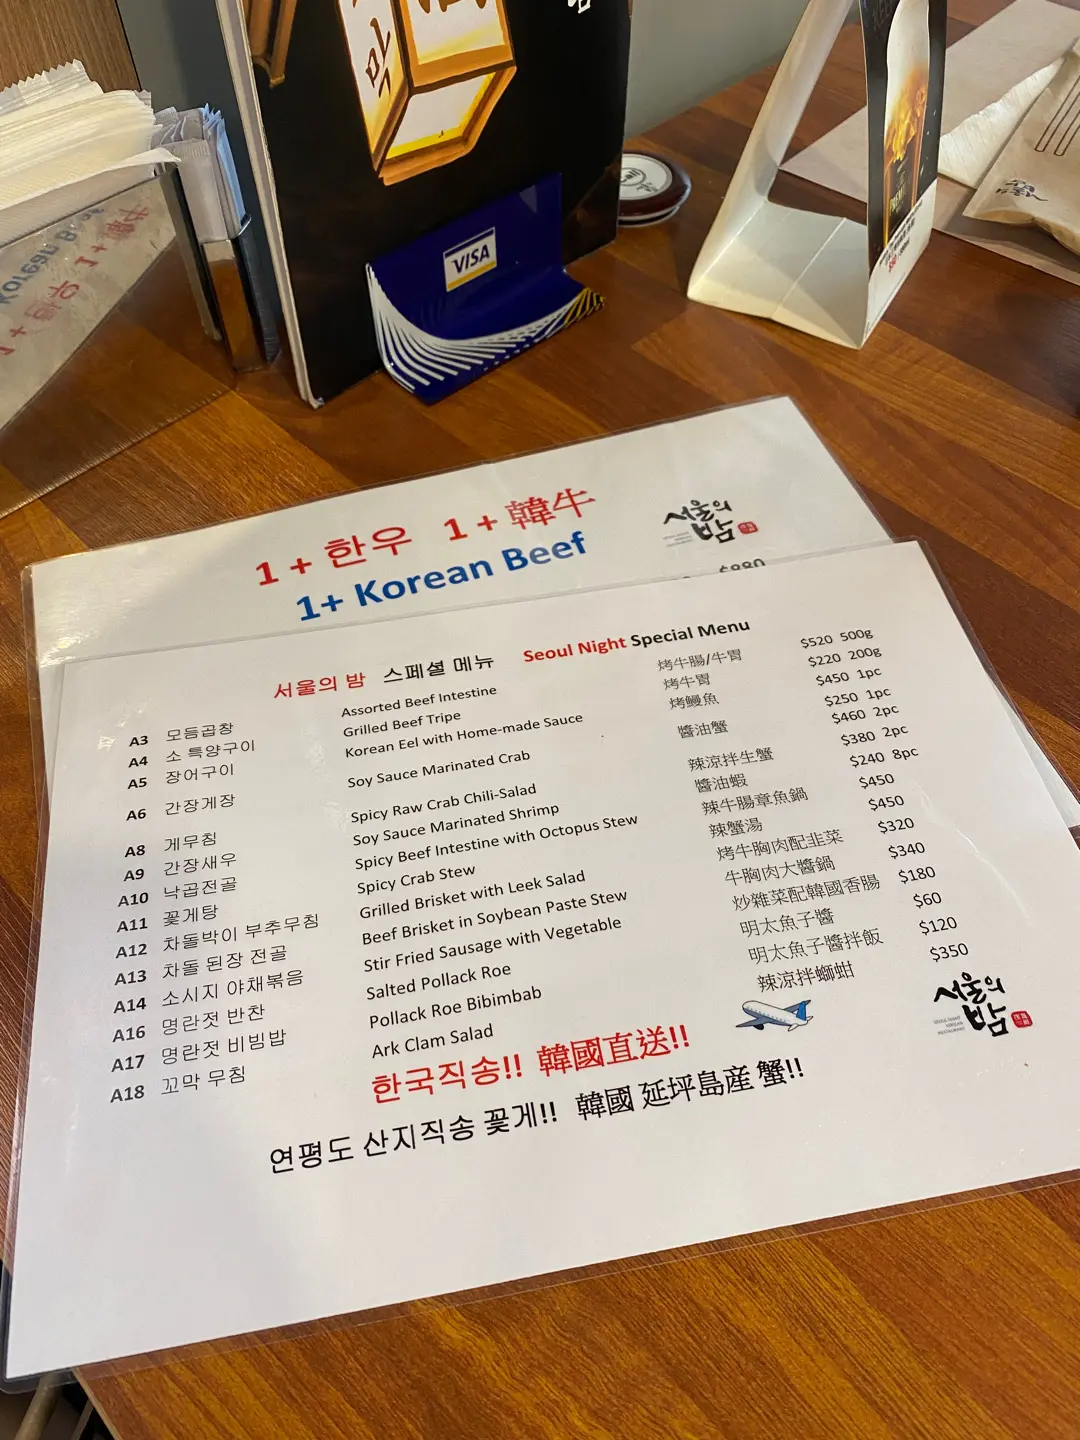 막
VISA
1 + 한우 1 + 韓牛
1+ Korean Beef
서울의 밤
$880
서울의 밤 스페셜 메뉴 Seoul Night Special Menu
A3 모듬곱창 Assorted Beef Intestine 烤牛腸/牛胃 $520 500g
A4 소 특양구이 Grilled Beef Tripe 烤牛胃 $220 200g
A5 장어구이 Korean Eel with Home-made Sauce 烤鰻魚 $450 1pc
A6 간장게장 Soy Sauce Marinated Crab 醬油蟹 $250 1pc
$460 2pc
A8 게무침 Spicy Raw Crab Chili-Salad 辣涼拌生蟹 $380 2pc
A9 간장새우 Soy Sauce Marinated Shrimp 醬油蝦 $240 8pc
A10 낙곱전골 Spicy Beef Intestine with Octopus Stew 辣牛腸章魚鍋 $450
A11 꽃게탕 Spicy Crab Stew 辣蟹湯 $450
A12 차돌박이 부추무침 Grilled Brisket with Leek Salad 烤牛胸肉配韭菜 $320
A13 차돌 된장 전골 Beef Brisket in Soybean Paste Stew 牛胸肉大醬鍋 $340
A14 소시지 야채볶음 Stir Fried Sausage with Vegetable 炒雜菜配韓國香腸 $180
A16 명란젓 반찬 Salted Pollack Roe 明太魚子醬 $60
A17 명란젓 비빔밥 Pollack Roe Bibimbab 明太魚子醬拌飯 $120
A18 꼬막 무침 Ark Clam Salad 辣涼拌螄蚶 $350
한국직송!! 韓國直送!!
서울의 밤
연평도 산지직송 꽃게!! 韓國 延坪島産 蟹!!